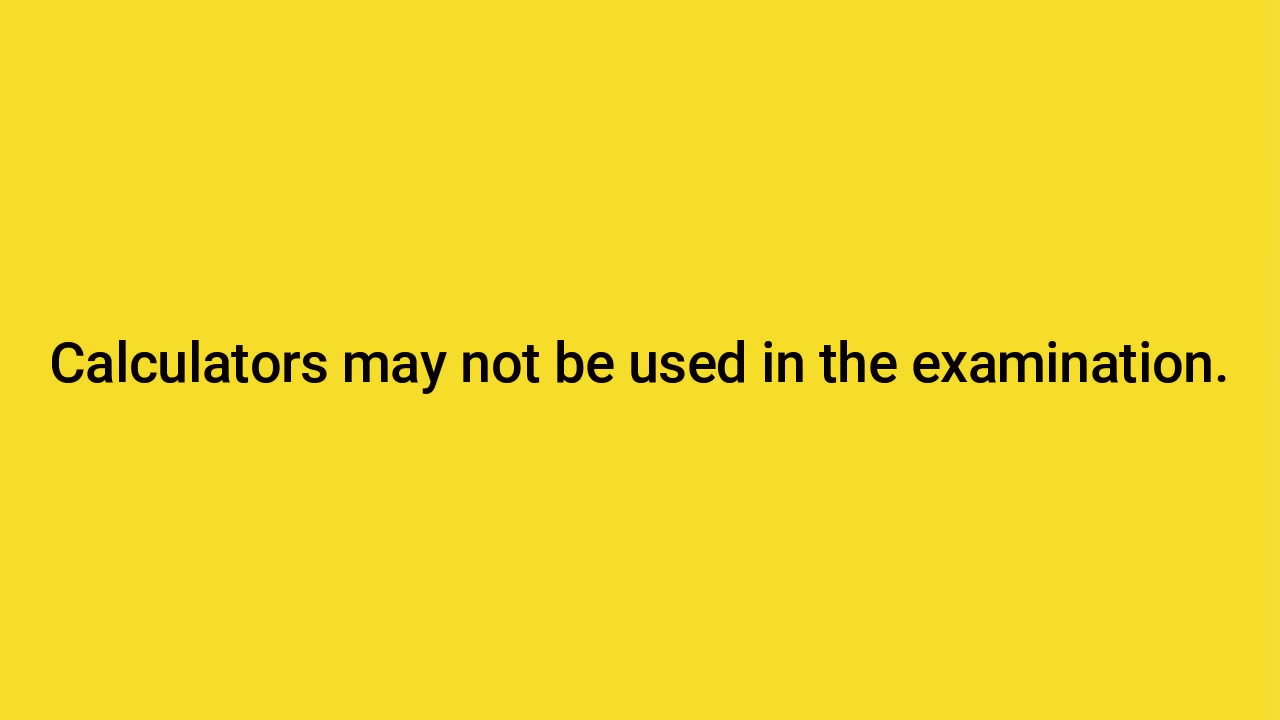 Calculators may not be used in the examination.